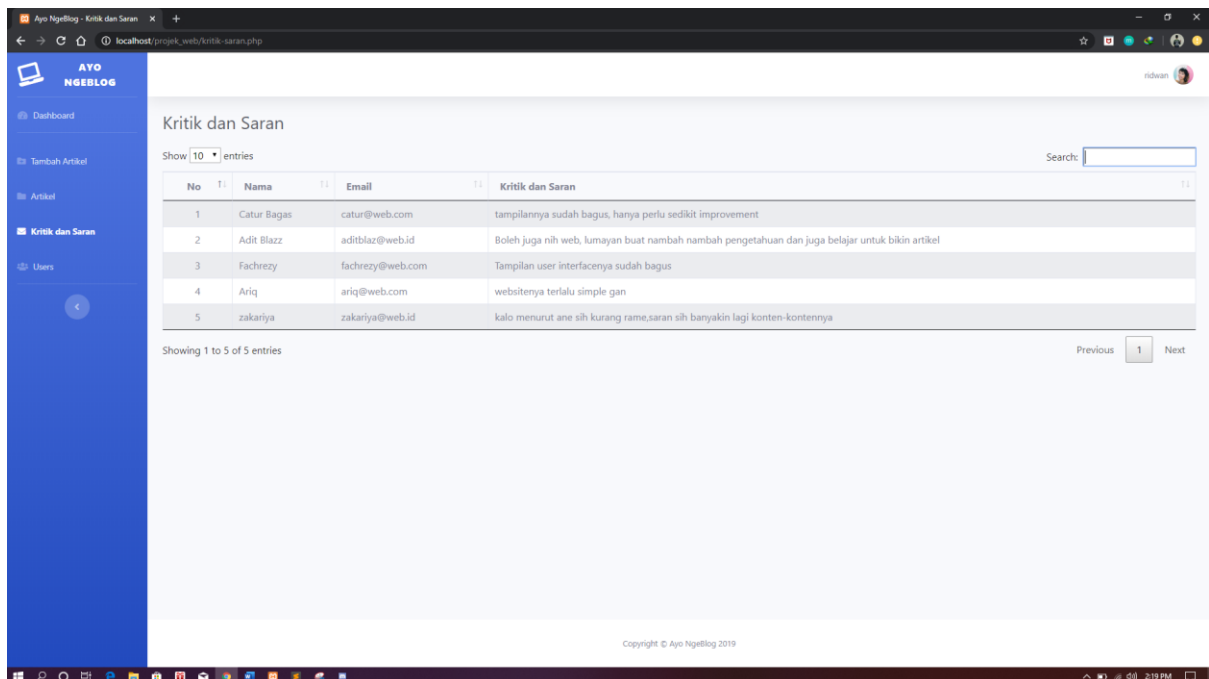 Ayo NgeBlog - Kritik dan Saran
localhost/projek_web/kritik-saran.php
AYO
NGEBLOG
ridwan
Dashboard
Tambah Artikel
Artikel
Kritik dan Saran
Users
Kritik dan Saran
Show 10 entries
Search:
No Nama Email Kritik dan Saran
1 Catur Bagas catur@web.com tampilannya sudah bagus, hanya perlu sedikit improvement
2 Adit Blazz aditblaz@web.id Boleh juga nih web, lumayan buat nambah nambah pengetahuan dan juga belajar untuk bikin artikel
3 Fachrezy fachrezy@web.com Tampilan user interfacenya sudah bagus
4 Ariq ariq@web.com websitenya terlalu simple gan
5 zakariya zakariya@web.id kalo menurut ane sih kurang rame,saran sih banyakin lagi konten-kontennya
Showing 1 to 5 of 5 entries
Previous 1 Next
Copyright © Ayo NgeBlog 2019
2:19 PM